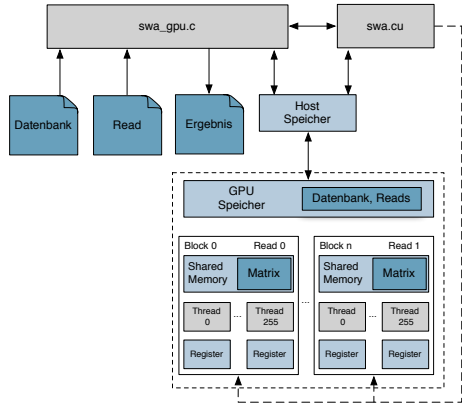 swa_gpu.c
swa.cu
Datenbank
Read
Ergebnis
Host
Speicher
GPU
Speicher
Datenbank, Reads
Block 0 Read 0
Shared
Memory
Matrix
Thread
0
...
Thread
255
Register
Register
...
Block n Read 1
Shared
Memory
Matrix
Thread
0
...
Thread
255
Register
Register